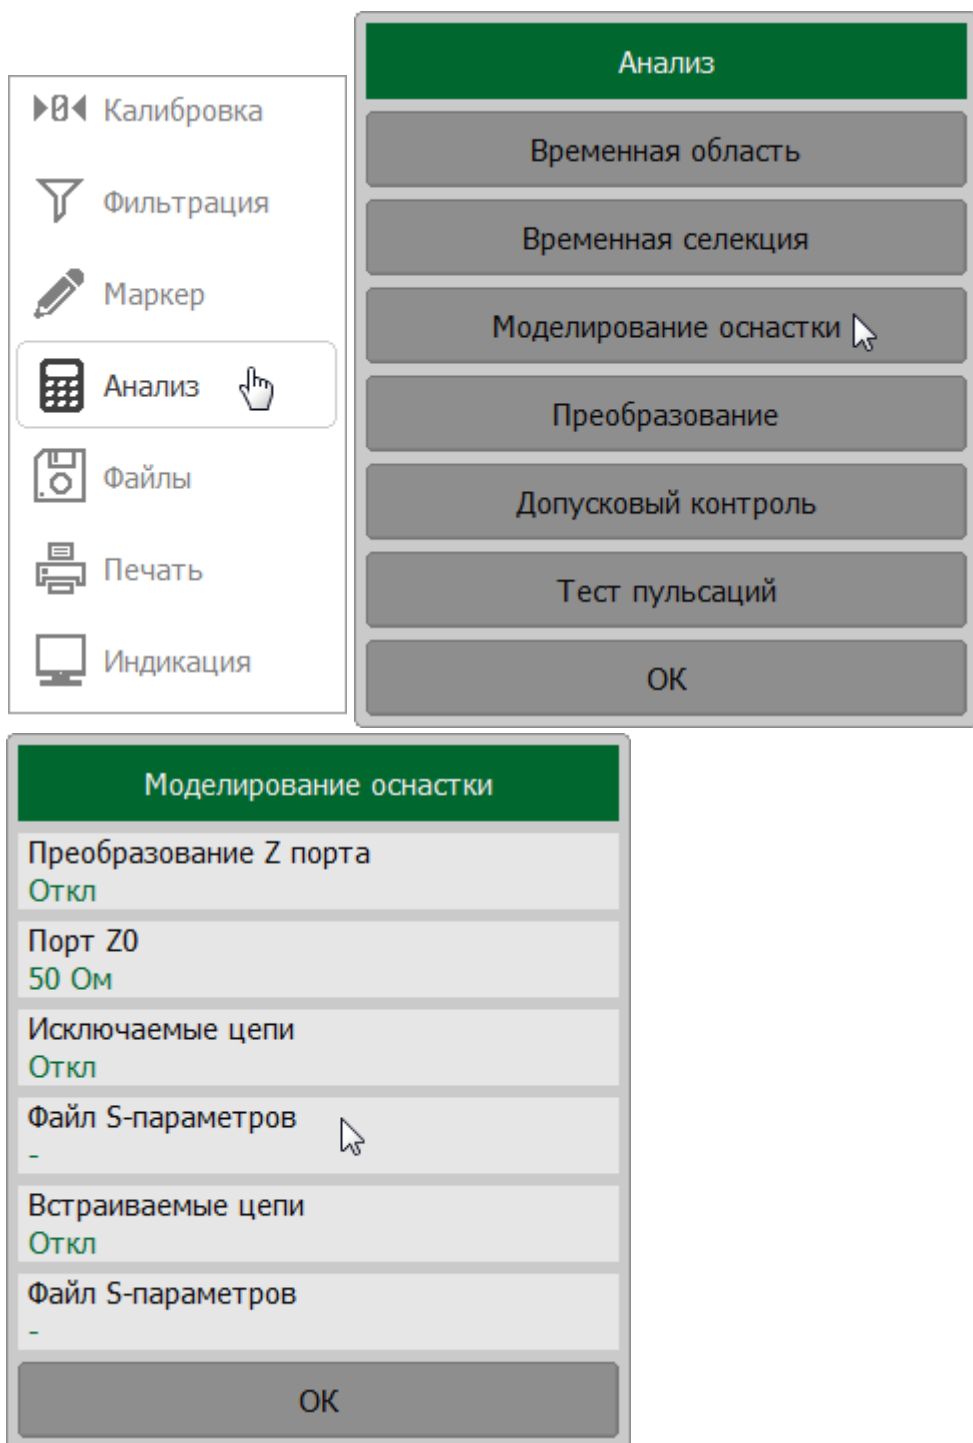 Калибровка
Фильтрация
Маркер
Анализ
Файлы
Печать
Индикация
Анализ
Временная область
Временная селекция
Моделирование оснастки
Преобразование
Допусковый контроль
Тест пульсаций
ОК
Моделирование оснастки
Преобразование Z порта
Откл
Порт Z0
50 Ом
Исключаемые цепи
Откл
Файл S-параметров
-
Встраиваемые цепи
Откл
Файл S-параметров
-
ОК